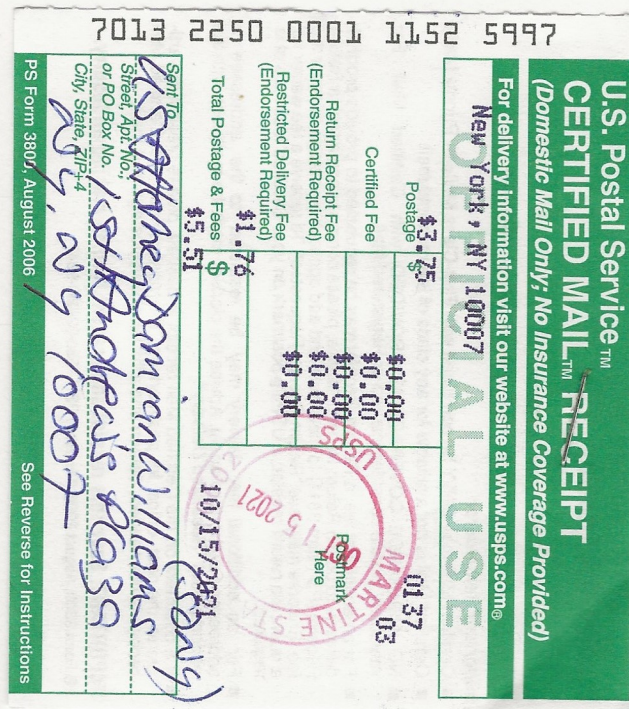 7013 2250 0001 1152 5997
U.S. Postal Service™
CERTIFIED MAIL™ RECEIPT
(Domestic Mail Only; No Insurance Coverage Provided)
For delivery information visit our website at www.usps.com®
OFFICIAL USE
New York, NY 10007
Postage $ $3.75 $0.00 0137
Certified Fee $0.00 03
Return Receipt Fee
(Endorsement Required) $0.00
Postmark
Here
Restricted Delivery Fee
(Endorsement Required) $0.00
$0.00
$1.76
Total Postage & Fees $ $5.51 10/15/2021
MARTINE STA
USPS
OCT 15 2021
02
Sent To
US Damian Williams (SDNY)
Street, Apt. No.,
or PO Box No. 1 St Andrew's Plaza
City, State, ZIP+4
NY, NY 10007
PS Form 3800, August 2006 See Reverse for Instructions